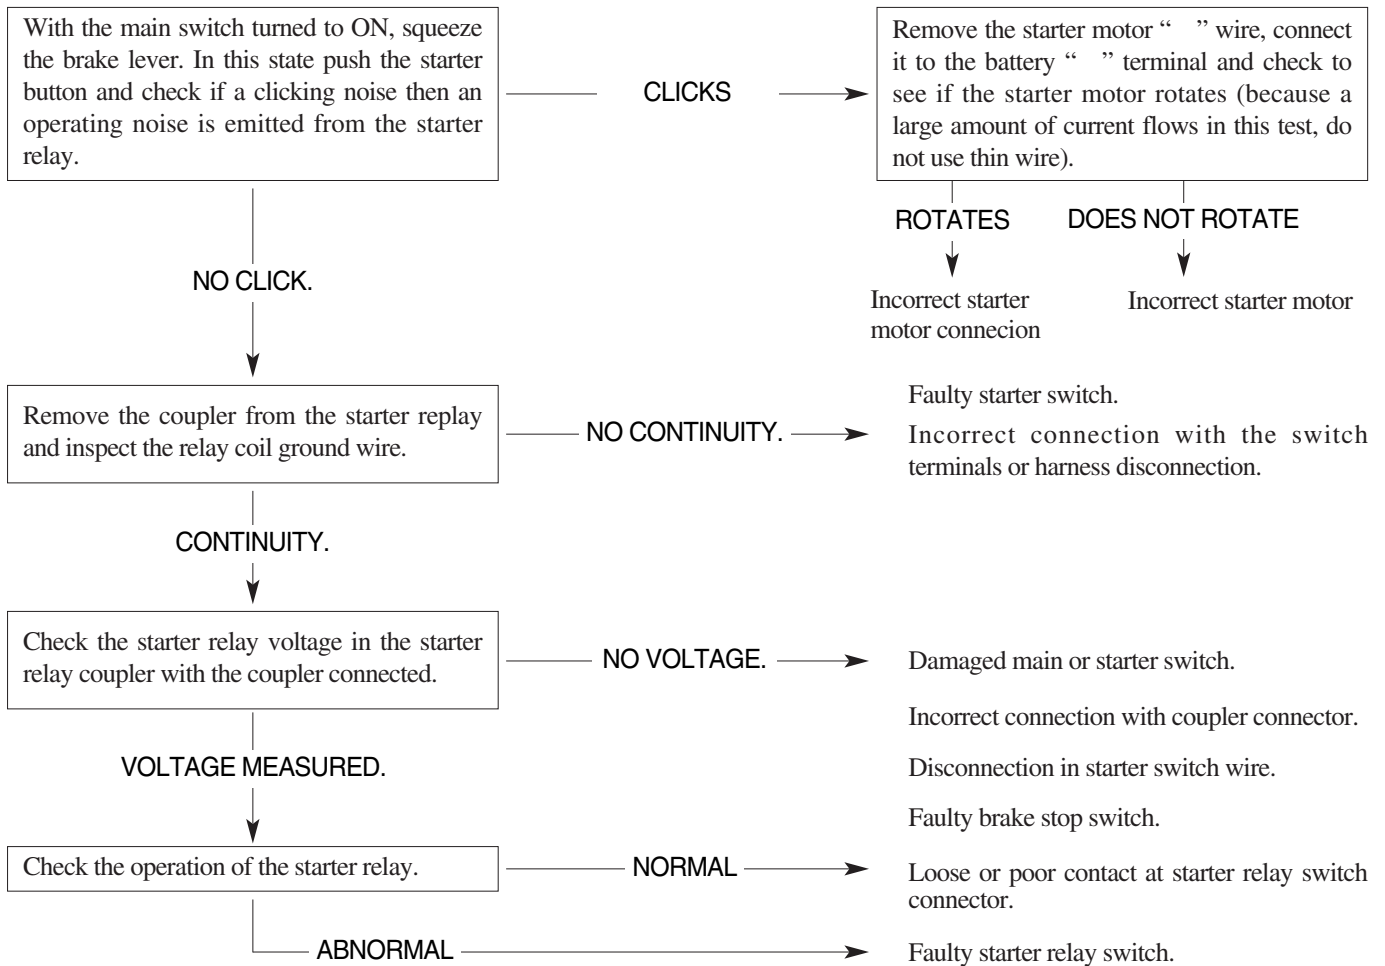 With the main switch turned to ON, squeeze
the brake lever. In this state push the starter
button and check if a clicking noise then an
operating noise is emitted from the starter
relay.
CLICKS
Remove the starter motor “ ” wire, connect
it to the battery “ ” terminal and check to
see if the starter motor rotates (because a
large amount of current flows in this test, do
not use thin wire).
ROTATES
DOES NOT ROTATE
Incorrect starter
motor connecion
Incorrect starter motor
NO CLICK.
Remove the coupler from the starter replay
and inspect the relay coil ground wire.
NO CONTINUITY.
Faulty starter switch.
Incorrect connection with the switch
terminals or harness disconnection.
CONTINUITY.
Check the starter relay voltage in the starter
relay coupler with the coupler connected.
NO VOLTAGE.
Damaged main or starter switch.
Incorrect connection with coupler connector.
Disconnection in starter switch wire.
Faulty brake stop switch.
VOLTAGE MEASURED.
Check the operation of the starter relay.
NORMAL
Loose or poor contact at starter relay switch
connector.
ABNORMAL
Faulty starter relay switch.